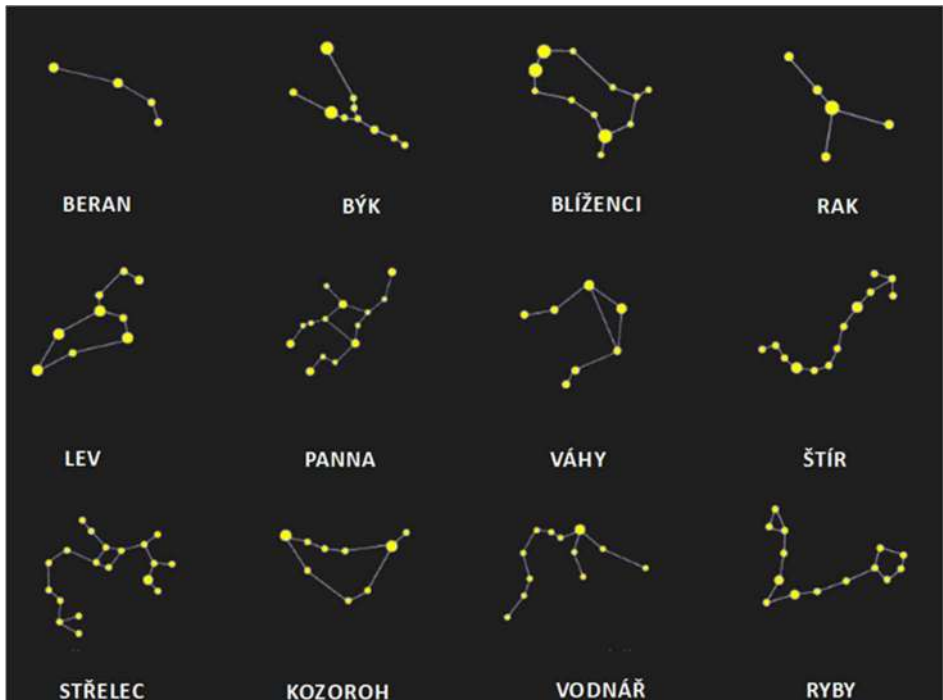 BERAN BÝK BLÍŽENCI RAK
LEV PANNA VÁHY ŠTÍR
STŘELEC KOZOROH VODNÁŘ RYBY